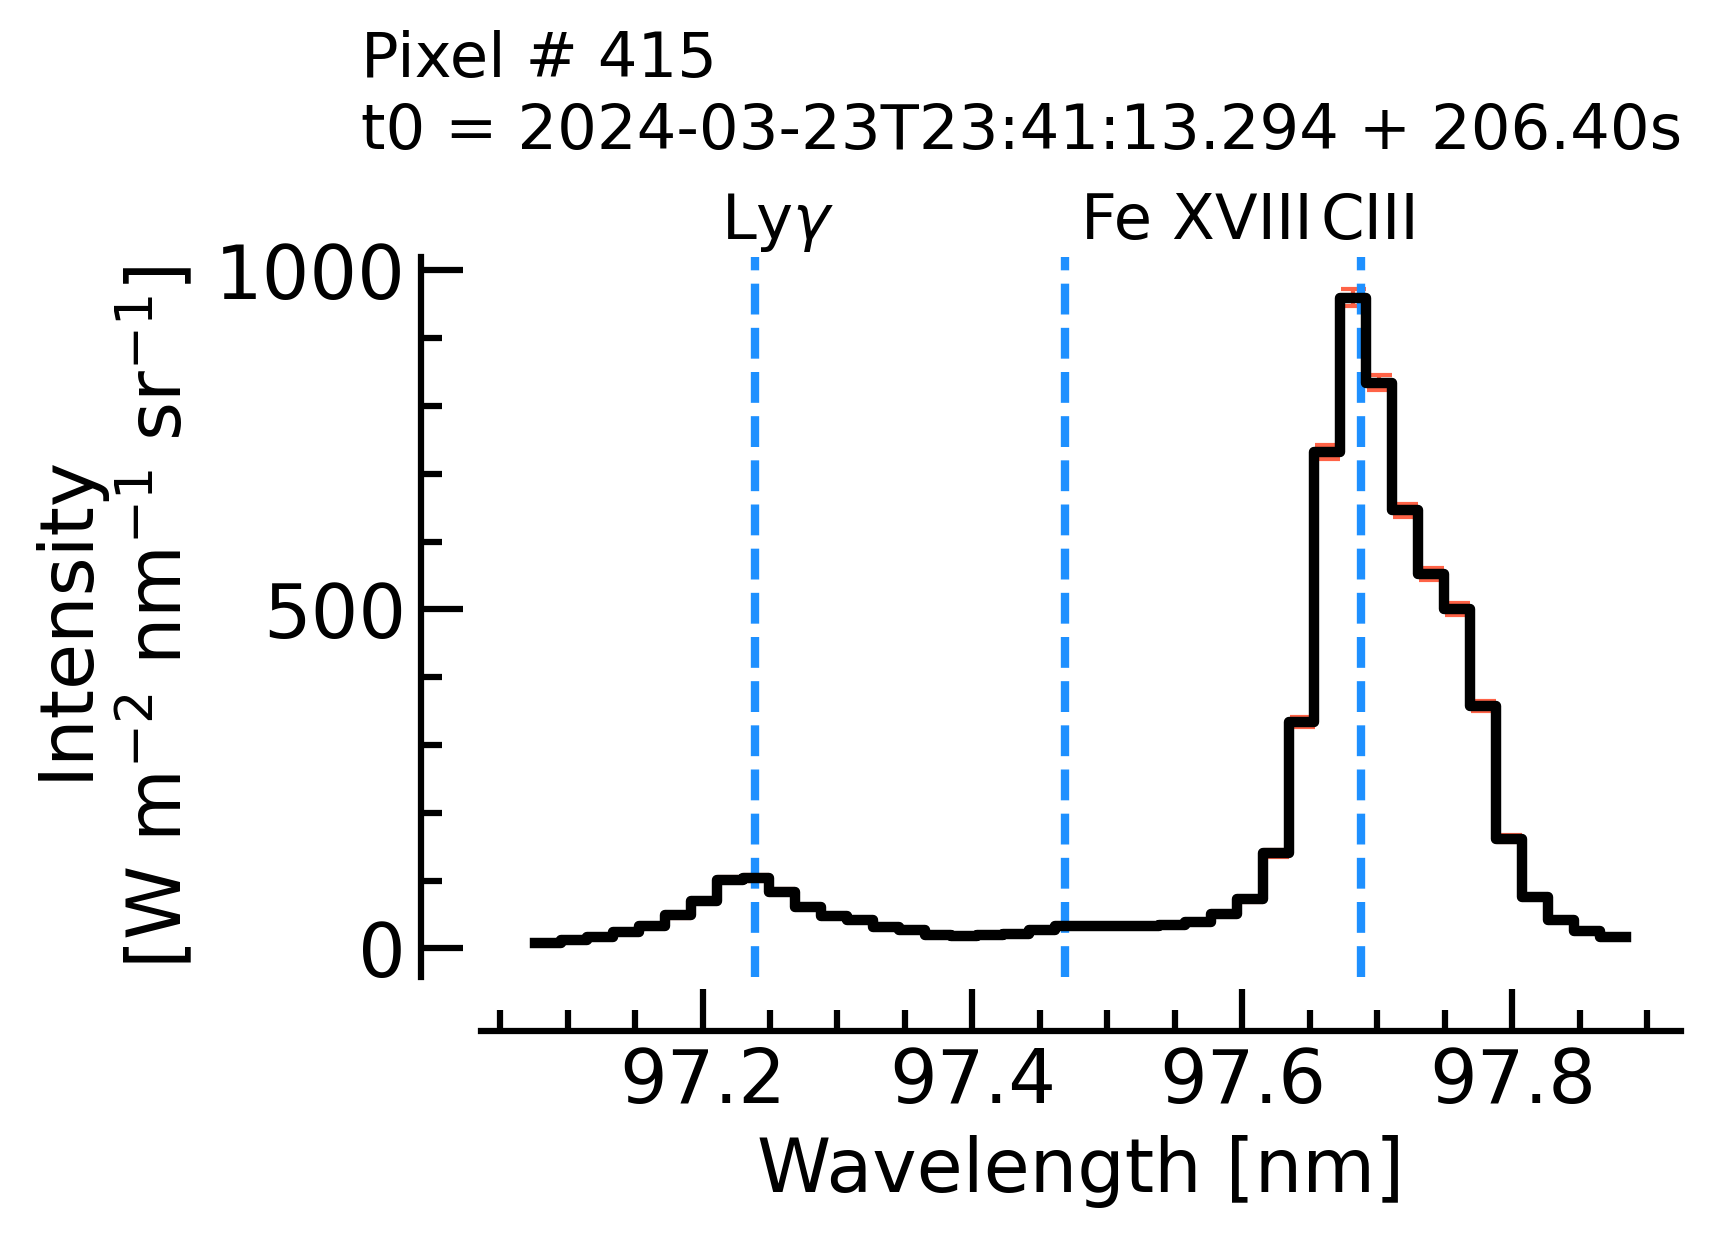 Pixel # 415
t0 = 2024-03-23T23:41:13.294 + 206.40s
Lyγ Fe XVIII CIII
Intensity
[W m⁻² nm⁻¹ sr⁻¹]
1000
500
0
97.2 97.4 97.6 97.8
Wavelength [nm]